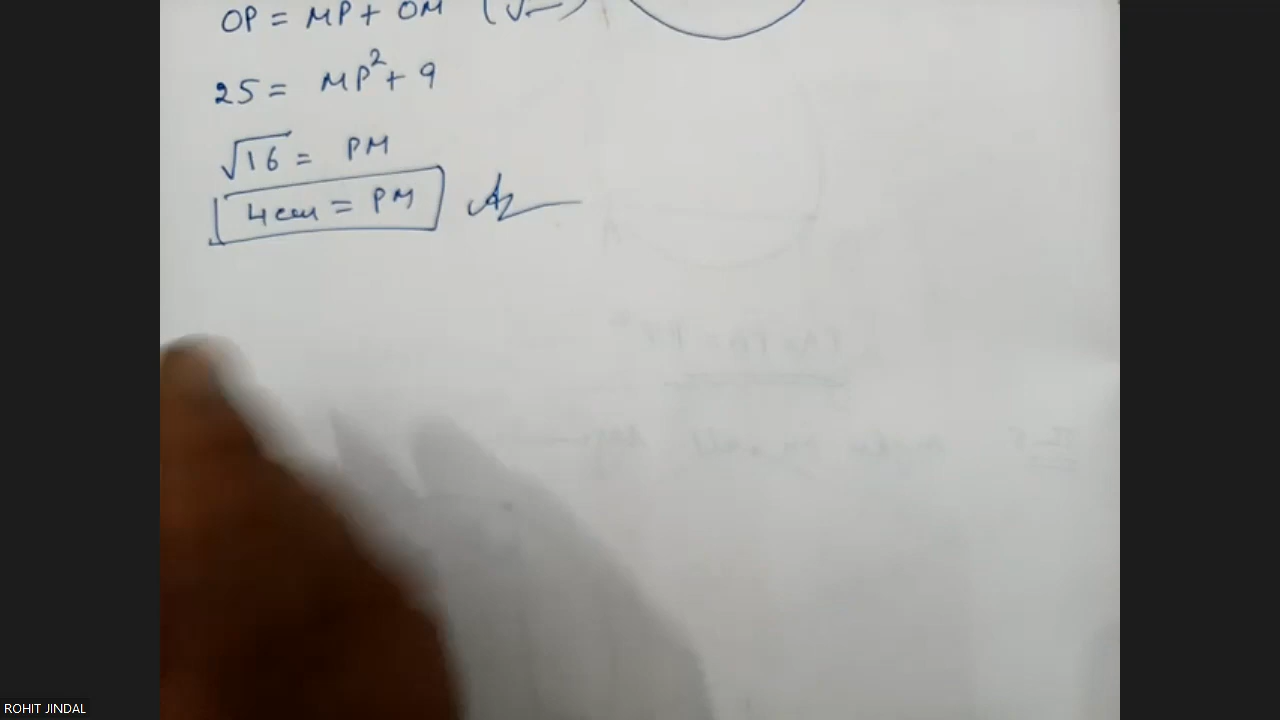 OP = MP + OM
25 = MP² + 9
√16 = PM
4cm = PM
ROHIT JINDAL